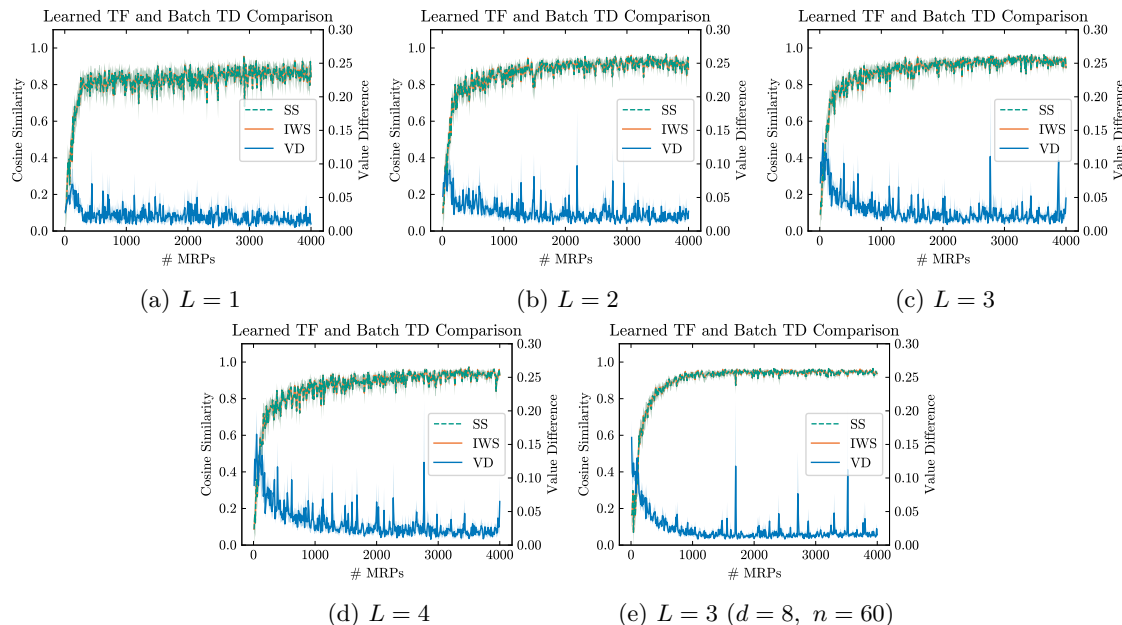 Learned TF and Batch TD Comparison
1.0
0.8
0.6
0.4
0.2
0.0
Cosine Similarity
0.30
0.25
0.20
0.15
0.10
0.05
0.00
Value Difference
SS
IWS
VD
0
1000
2000
3000
4000
# MRPs
(a) L = 1
Learned TF and Batch TD Comparison
1.0
0.8
0.6
0.4
0.2
0.0
Cosine Similarity
0.30
0.25
0.20
0.15
0.10
0.05
0.00
Value Difference
SS
IWS
VD
0
1000
2000
3000
4000
# MRPs
(b) L = 2
Learned TF and Batch TD Comparison
1.0
0.8
0.6
0.4
0.2
0.0
Cosine Similarity
0.30
0.25
0.20
0.15
0.10
0.05
0.00
Value Difference
SS
IWS
VD
0
1000
2000
3000
4000
# MRPs
(c) L = 3
Learned TF and Batch TD Comparison
1.0
0.8
0.6
0.4
0.2
0.0
Cosine Similarity
0.30
0.25
0.20
0.15
0.10
0.05
0.00
Value Difference
SS
IWS
VD
0
1000
2000
3000
4000
# MRPs
(d) L = 4
Learned TF and Batch TD Comparison
1.0
0.8
0.6
0.4
0.2
0.0
Cosine Similarity
0.30
0.25
0.20
0.15
0.10
0.05
0.00
Value Difference
SS
IWS
VD
0
1000
2000
3000
4000
# MRPs
(e) L = 3 (d = 8, n = 60)